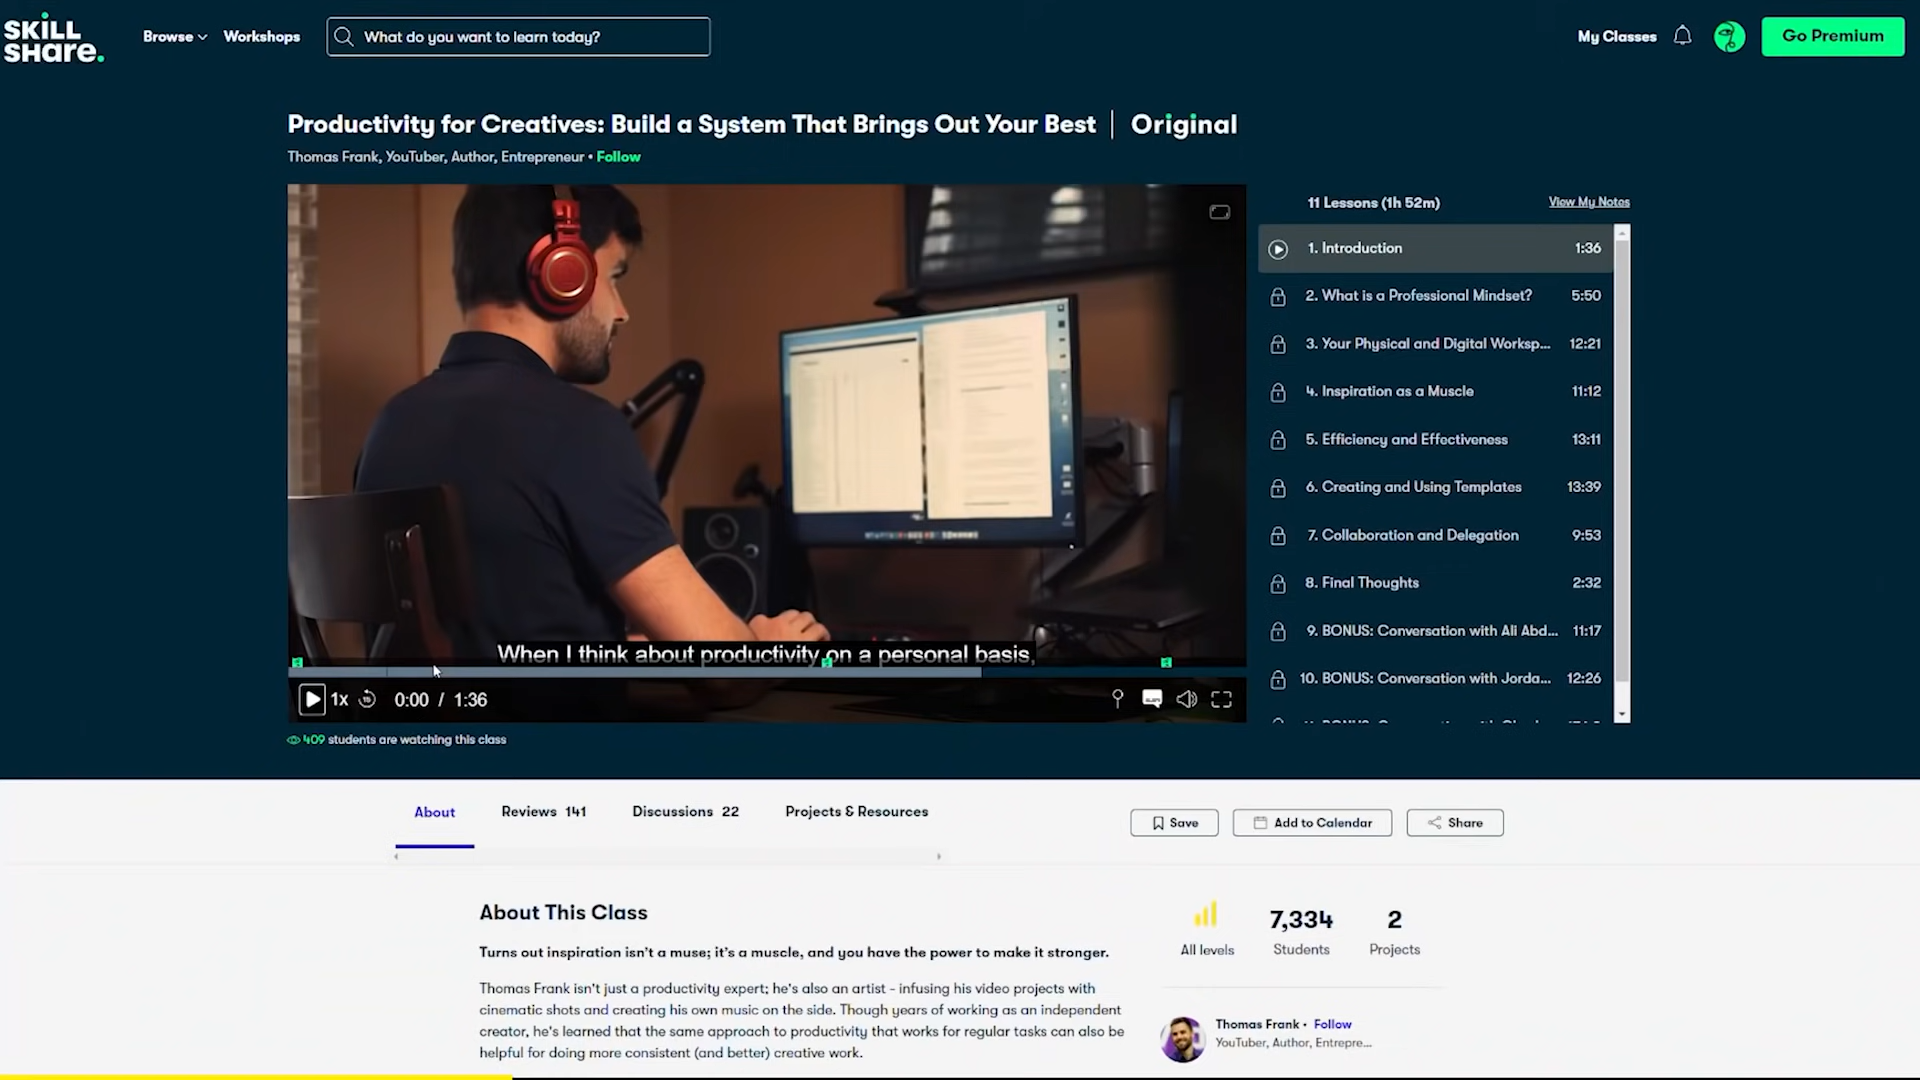 SKILL
SHARE.
Browse
Workshops
What do you want to learn today?
My Classes
Go Premium
Productivity for Creatives: Build a System That Brings Out Your Best | Original
Thomas Frank, YouTuber, Author, Entrepreneur • Follow
11 Lessons (1h 52m)
View My Notes
1. Introduction 1:36
2. What is a Professional Mindset? 5:50
3. Your Physical and Digital Worksp... 12:21
4. Inspiration as a Muscle 11:12
5. Efficiency and Effectiveness 13:11
6. Creating and Using Templates 13:39
7. Collaboration and Delegation 9:53
8. Final Thoughts 2:32
9. BONUS: Conversation with Ali Abd... 11:17
10. BONUS: Conversation with Jorda... 12:26
When I think about productivity on a personal basis,
1x 15 0:00 / 1:36
409 students are watching this class
About
Reviews 141
Discussions 22
Projects & Resources
Save
Add to Calendar
Share
About This Class
Turns out inspiration isn't a muse; it's a muscle, and you have the power to make it stronger.
Thomas Frank isn't just a productivity expert; he's also an artist - infusing his video projects with
cinematic shots and creating his own music on the side. Though years of working as an independent
creator, he's learned that the same approach to productivity that works for regular tasks can also be
helpful for doing more consistent (and better) creative work.
All levels
7,334
Students
2
Projects
Thomas Frank • Follow
YouTuber, Author, Entrepre...